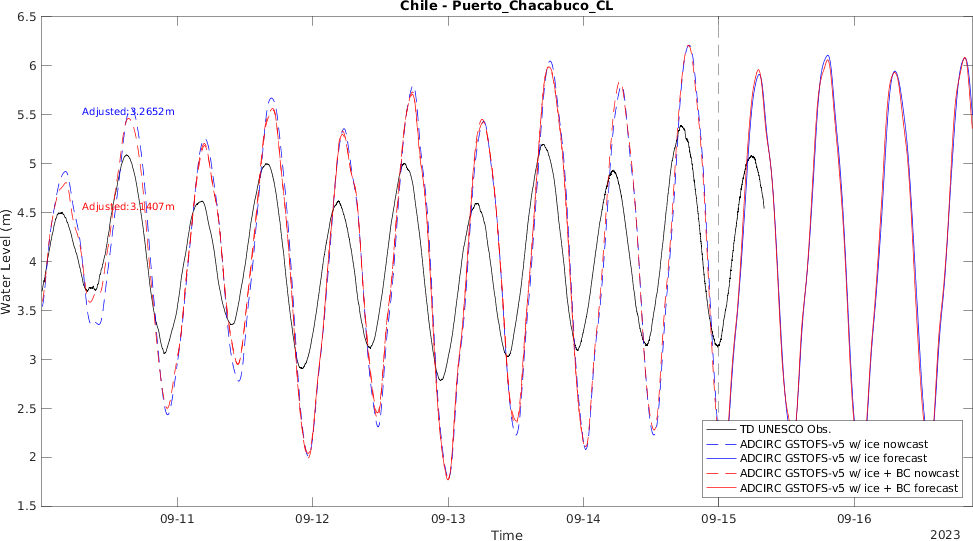 Chile - Puerto_Chacabuco_CL
6.5
6
5.5
5
4.5
4
3.5
3
2.5
2
1.5
Water Level (m)
Adjusted:3.2652m
Adjusted:3.1407m
TD UNESCO Obs.
ADCIRC GSTOFS-v5 w/ ice nowcast
ADCIRC GSTOFS-v5 w/ ice forecast
ADCIRC GSTOFS-v5 w/ ice + BC nowcast
ADCIRC GSTOFS-v5 w/ ice + BC forecast
09-11 09-12 09-13 09-14 09-15 09-16
Time
2023